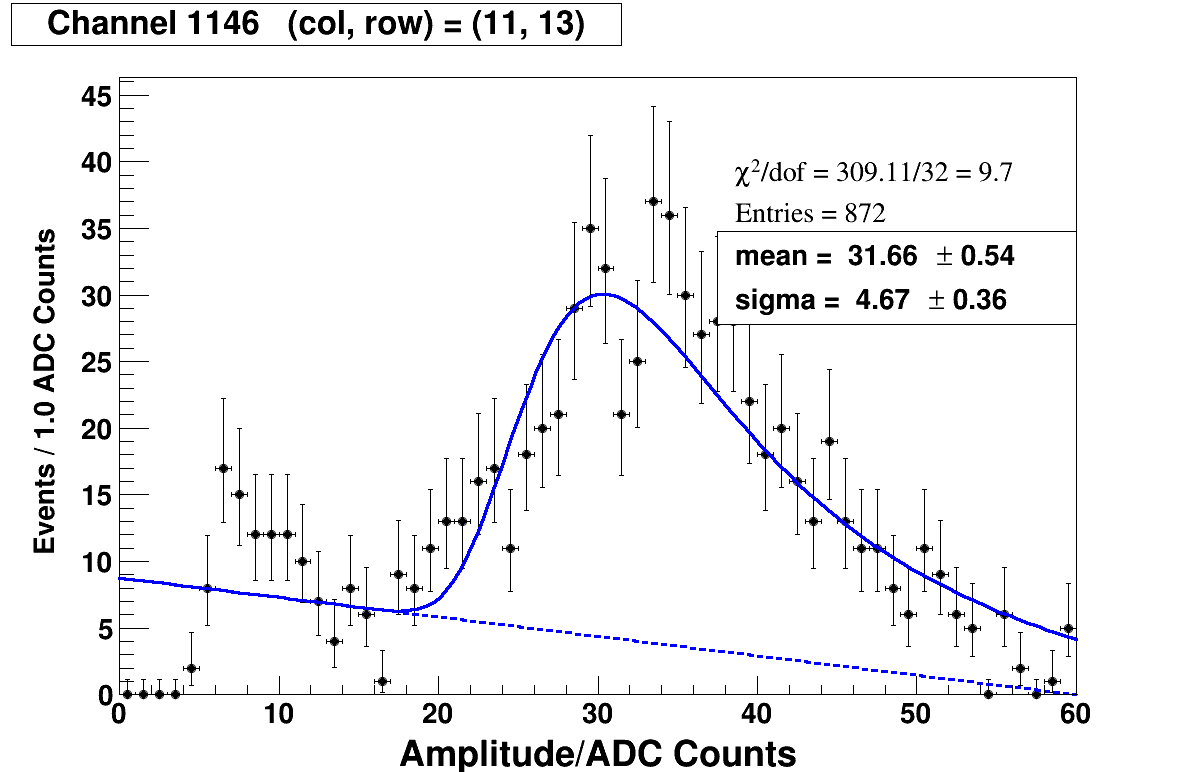 Channel 1146 (col, row) = (11, 13)
45
40
35
30
25
20
15
10
5
0
Events / 1.0 ADC Counts
χ²/dof = 309.11/32 = 9.7
Entries = 872
mean = 31.66 ± 0.54
sigma = 4.67 ± 0.36
0 10 20 30 40 50 60
Amplitude/ADC Counts